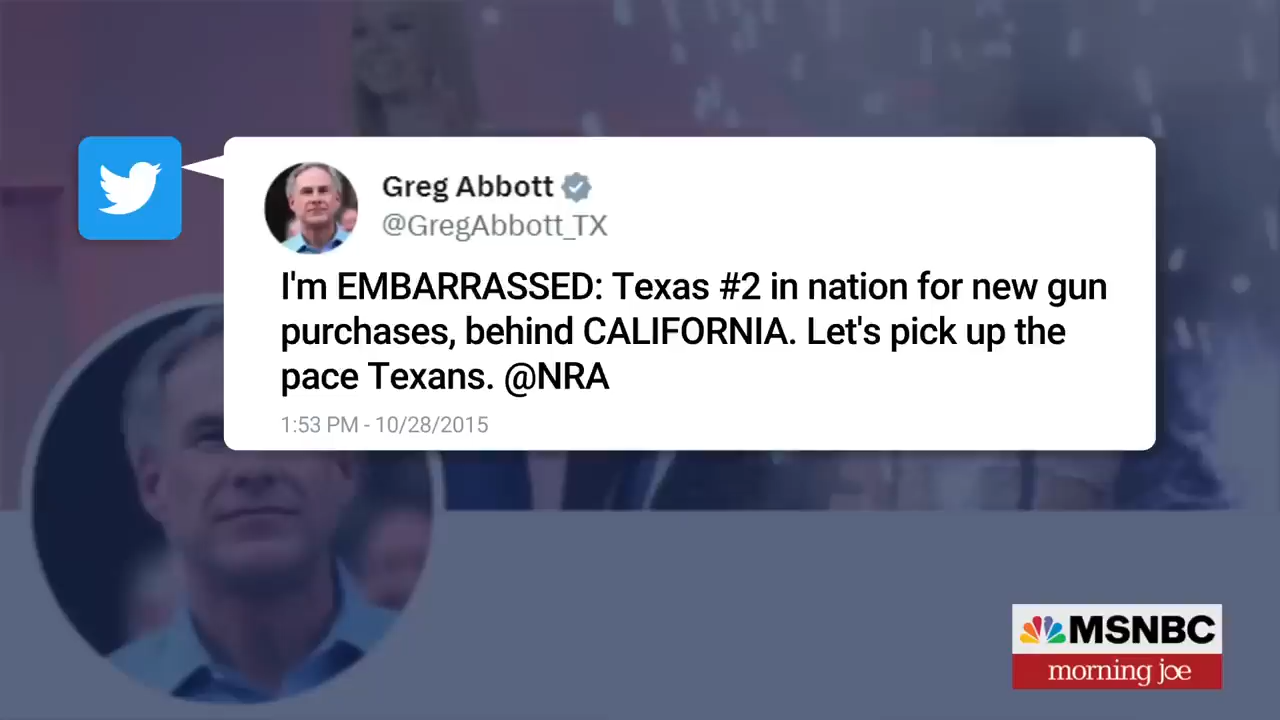 Greg Abbott
@GregAbbott_TX
I'm EMBARRASSED: Texas #2 in nation for new gun
purchases, behind CALIFORNIA. Let's pick up the
pace Texans. @NRA
1:53 PM - 10/28/2015
MSNBC
morning joe